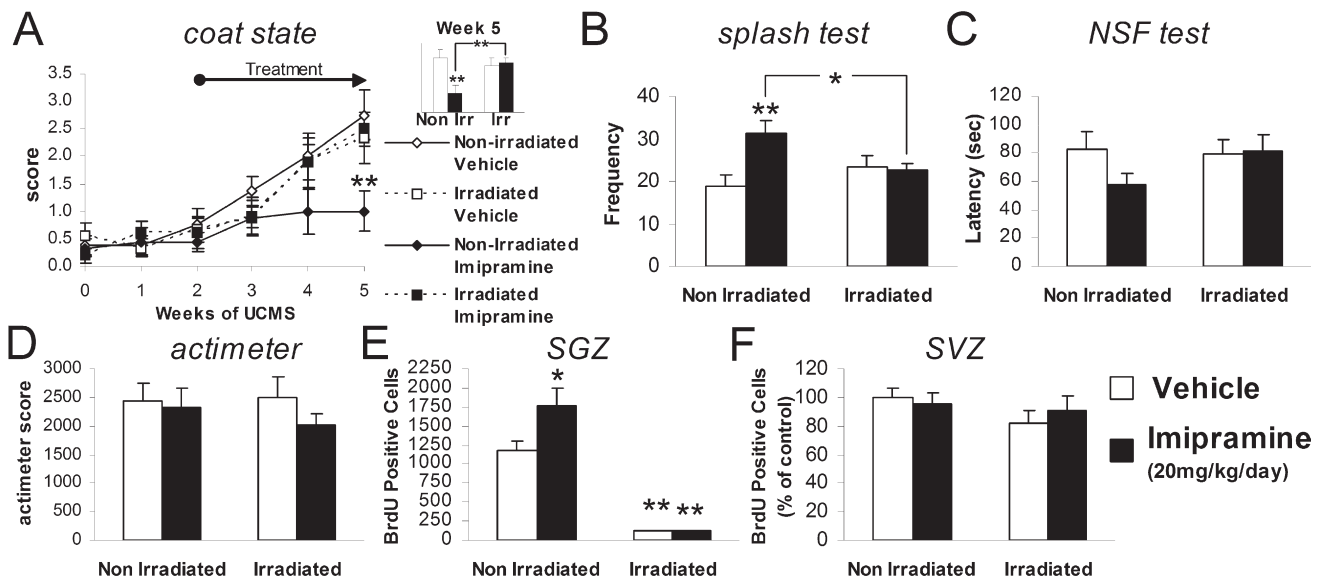 A
coat state
Week 5
**
**
Non Irr Irr
Treatment
score
3.5
3.0
2.5
2.0
1.5
1.0
0.5
0.0
**
0 1 2 3 4 5
Weeks of UCMS
Non-irradiated
Vehicle
Irradiated
Vehicle
Non-Irradiated
Imipramine
Irradiated
Imipramine
B
splash test
Frequency
40
30
20
10
0
**
*
Non Irradiated Irradiated
C
NSF test
Latency (sec)
120
100
80
60
40
20
0
Non Irradiated Irradiated
D
actimeter
actimeter score
3000
2500
2000
1500
1000
500
0
Non Irradiated Irradiated
E
SGZ
BrdU Positive Cells
2250
2000
1750
1500
1250
1000
750
500
250
0
*
** **
Non Irradiated Irradiated
F
SVZ
BrdU Positive Cells
(% of control)
120
100
80
60
40
20
0
Non Irradiated Irradiated
Vehicle
Imipramine
(20mg/kg/day)